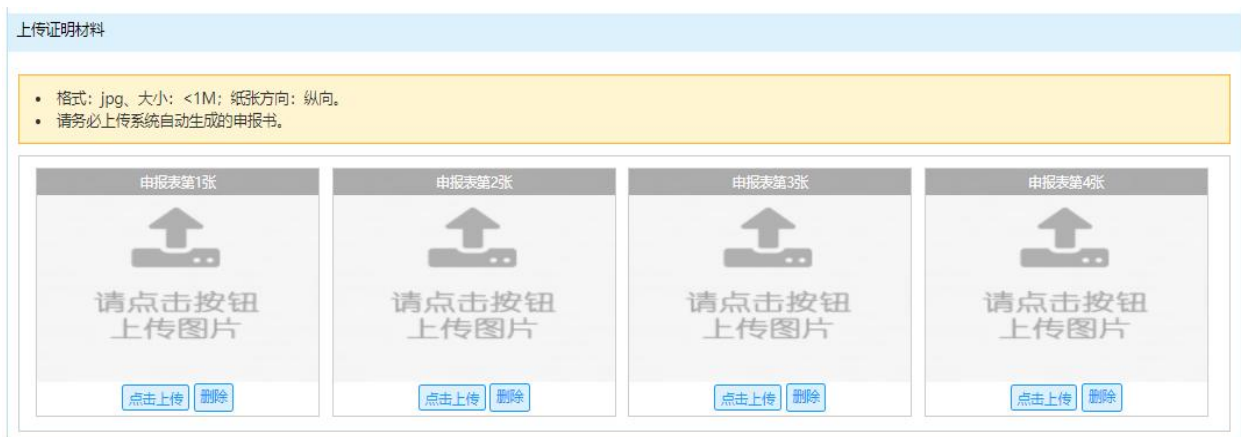 上传证明材料
• 格式：jpg、大小：<1M；纸张方向：纵向。
• 请务必上传系统自动生成的申报书。
申报表第1张
请点击按钮
上传图片
点击上传 删除
申报表第2张
请点击按钮
上传图片
点击上传 删除
申报表第3张
请点击按钮
上传图片
点击上传 删除
申报表第4张
请点击按钮
上传图片
点击上传 删除